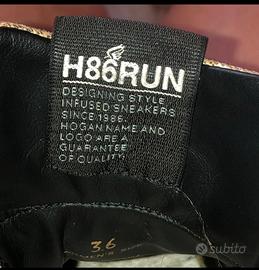 H86RUN
DESIGNING STYLE
INFUSED SNEAKERS
SINCE 1986.
HOGAN NAME AND
LOGO ARE A
GUARANTEE
OF QUALITY
36
subito